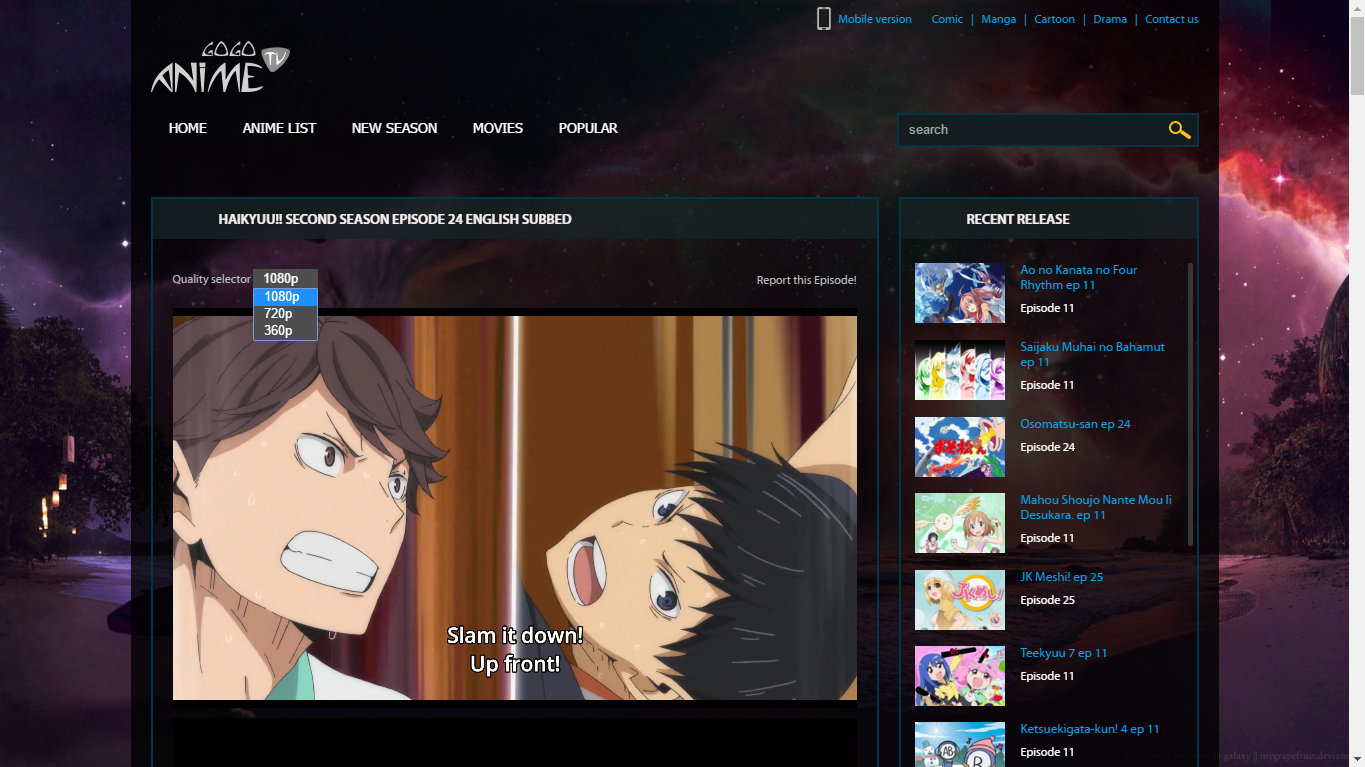 Mobile version
Comic | Manga | Cartoon | Drama | Contact us
GOGO
ANiME TV
HOME
ANIME LIST
NEW SEASON
MOVIES
POPULAR
search
HAIKYUU!! SECOND SEASON EPISODE 24 ENGLISH SUBBED
Quality selector 1080p
1080p
720p
360p
Report this Episode!
Slam it down!
Up front!
RECENT RELEASE
Ao no Kanata no Four
Rhythm ep 11
Episode 11
Saijaku Muhai no Bahamut
ep 11
Episode 11
Osomatsu-san ep 24
Episode 24
Mahou Shoujo Nante Mou Ii
Desukara. ep 11
Episode 11
JKめし!
JK Meshi! ep 25
Episode 25
Teekyuu 7 ep 11
Episode 11
AB
Ketsuekigata-kun! 4 ep 11
Episode 11
galaxy || mygrapefruit.deviant